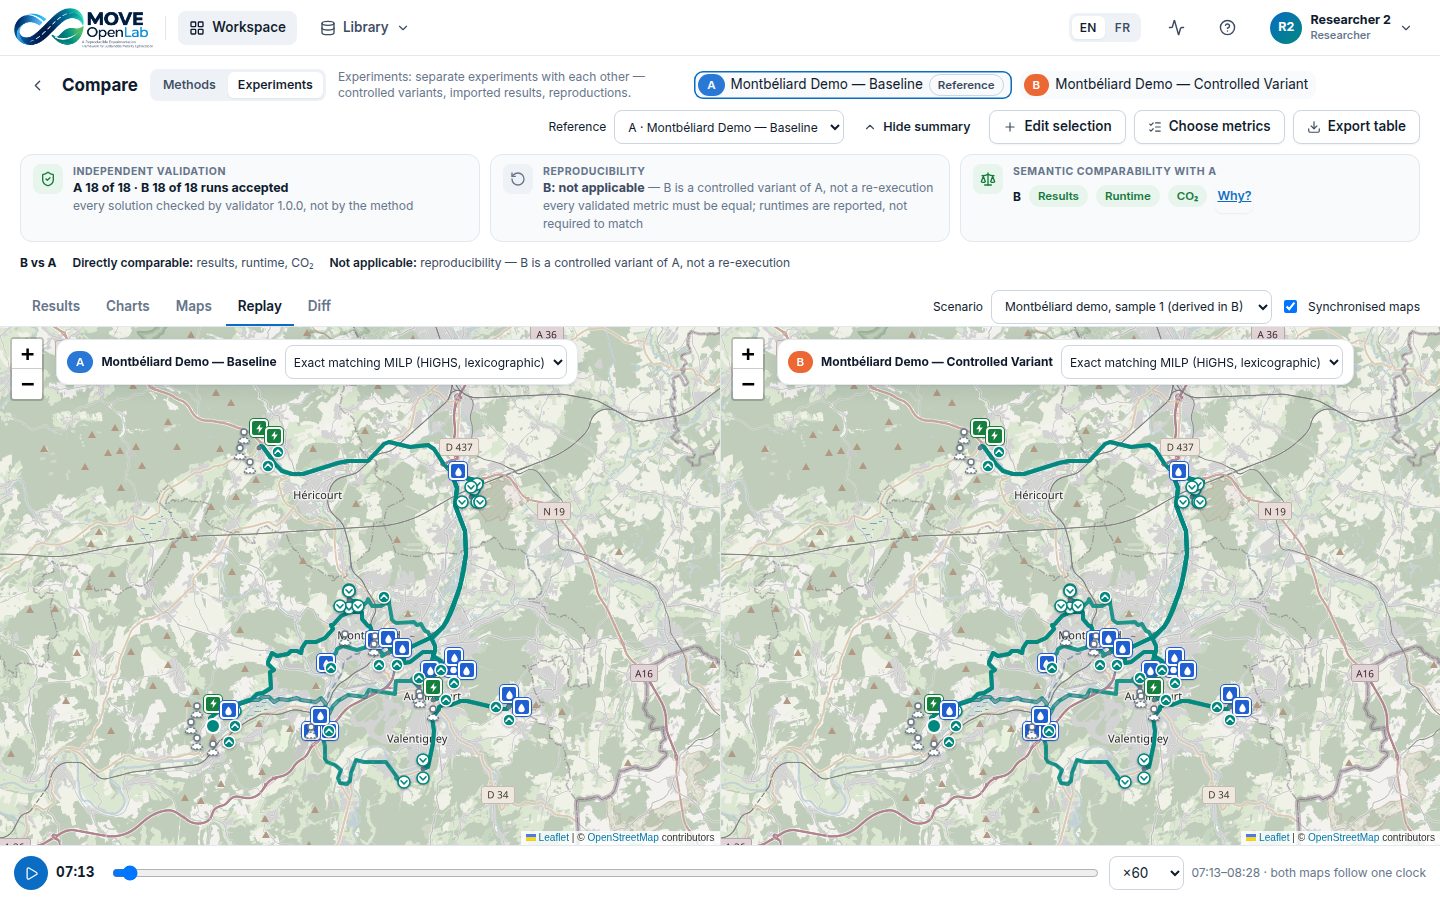 MOVE
OpenLab
Workspace
Library
EN
FR
R2
Researcher 2
Researcher
Compare
Methods
Experiments
Experiments: separate experiments with each other —
controlled variants, imported results, reproductions.
A
Montbéliard Demo — Baseline
Reference
B
Montbéliard Demo — Controlled Variant
Reference
A · Montbéliard Demo — Baseline
Hide summary
Edit selection
Choose metrics
Export table
INDEPENDENT VALIDATION
A 18 of 18 · B 18 of 18 runs accepted
every solution checked by validator 1.0.0, not by the method
REPRODUCIBILITY
B: not applicable — B is a controlled variant of A, not a re-execution
every validated metric must be equal; runtimes are reported, not
required to match
SEMANTIC COMPARABILITY WITH A
B
Results
Runtime
CO₂
Why?
B vs A Directly comparable: results, runtime, CO₂ Not applicable: reproducibility — B is a controlled variant of A, not a re-execution
Results
Charts
Maps
Replay
Diff
Scenario
Montbéliard demo, sample 1 (derived in B)
Synchronised maps
+
−
A
Montbéliard Demo — Baseline
Exact matching MILP (HiGHS, lexicographic)
A 36
D 437
Héricourt
N 19
A16
Valentigney
D 34
Leaflet | © OpenStreetMap contributors
+
−
B
Montbéliard Demo — Controlled Variant
Exact matching MILP (HiGHS, lexicographic)
A 36
D 437
Héricourt
N 19
A16
Valentigney
D 34
Leaflet | © OpenStreetMap contributors
07:13
×60
07:13–08:28 · both maps follow one clock